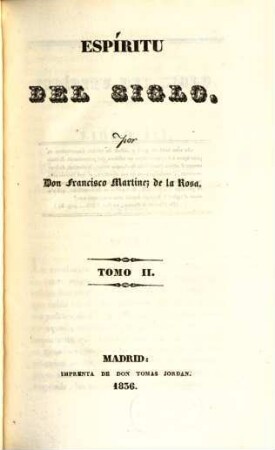 ESPÍRITU
DEL SIGLO,
por
Don Francisco Martinez de la Rosa.
TOMO II.
MADRID:
IMPRENTA DE DON TOMAS JORDAN.
1836.